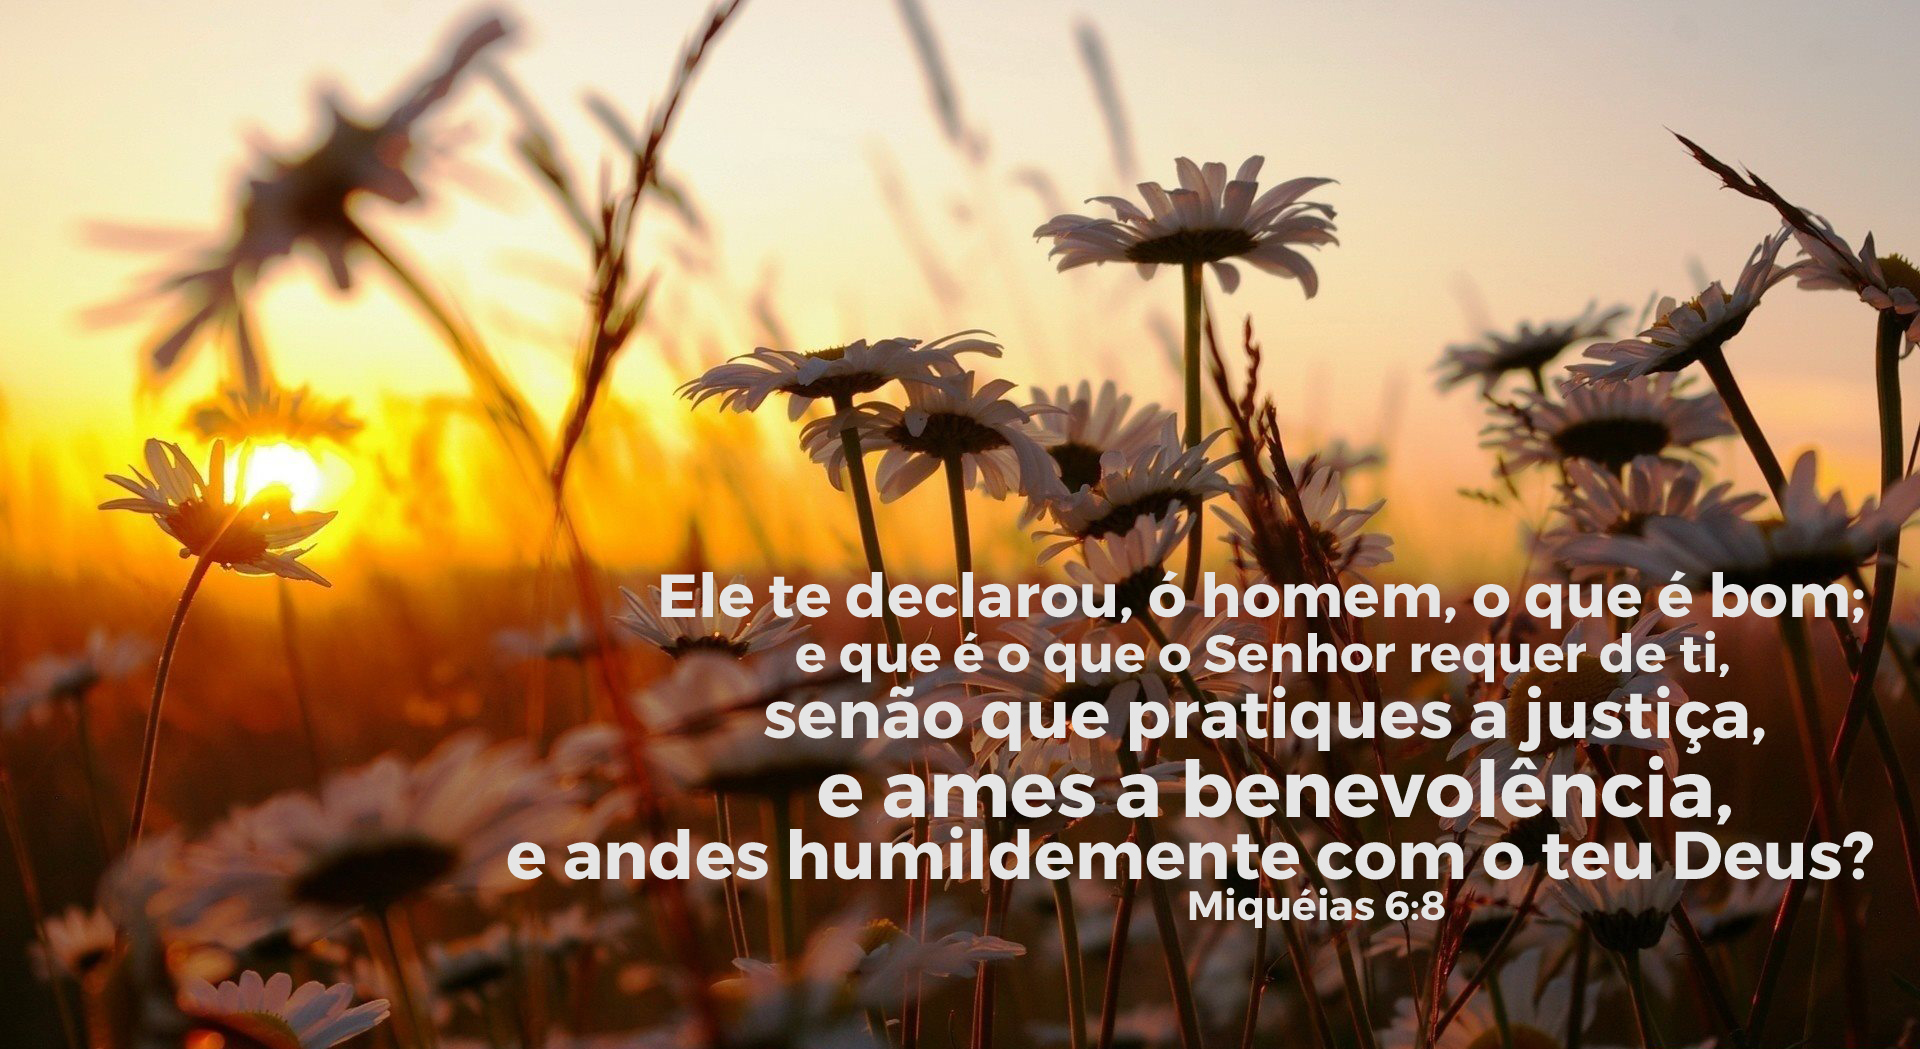 Ele te declarou, ó homem, o que é bom;
e que é o que o Senhor requer de ti,
senão que pratiques a justiça,
e ames a benevolência,
e andes humildemente com o teu Deus?
Miquéias 6:8